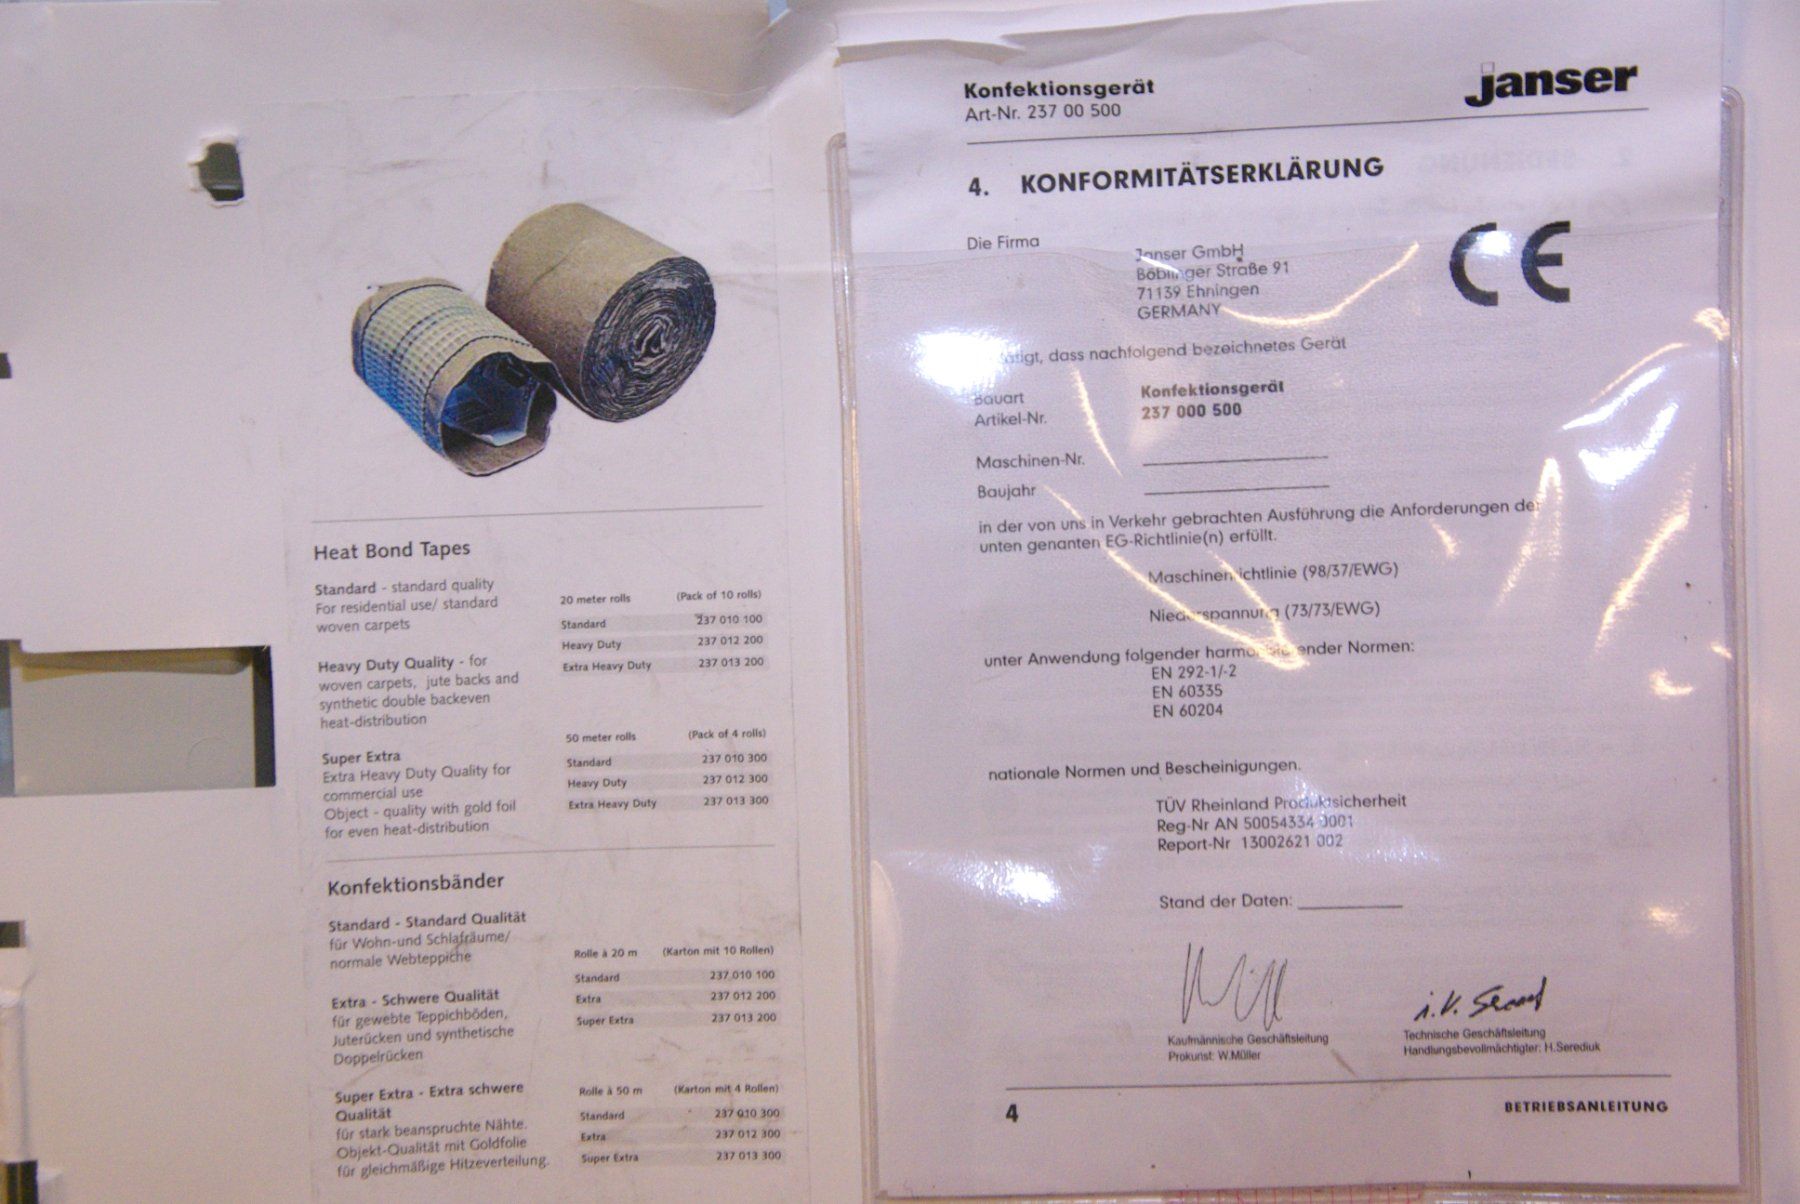 Heat Bond Tapes
Standard - standard quality
For residential use/ standard
woven carpets
Heavy Duty Quality - for
woven carpets, jute backs and
synthetic double backeven
heat-distribution
Super Extra
Extra Heavy Duty Quality for
commercial use
Object - quality with gold foil
for even heat-distribution
20 meter rolls (Pack of 10 rolls)
Standard 237 010 100
Heavy Duty 237 012 200
Extra Heavy Duty 237 013 200
50 meter rolls (Pack of 4 rolls)
Standard 237 010 300
Heavy Duty 237 012 300
Extra Heavy Duty 237 013 300
Konfektionsbänder
Standard - Standard Qualität
für Wohn-und Schlafräume/
normale Webteppiche
Extra - Schwere Qualität
für gewebte Teppichböden,
Juterücken und synthetische
Doppelrücken
Super Extra - Extra schwere
Qualität
für stark beanspruchte Nähte.
Objekt-Qualität mit Goldfolie
für gleichmäßige Hitzeverteilung.
Rolle à 20 m (Karton mit 10 Rollen)
Standard 237 010 100
Extra 237 012 200
Super Extra 237 013 200
Rolle à 50 m (Karton mit 4 Rollen)
Standard 237 010 300
Extra 237 012 300
Super Extra 237 013 300
Konfektionsgerät
Art-Nr. 237 00 500
janser
4. KONFORMITÄTSERKLÄRUNG
CE
Die Firma
Janser GmbH
Böblinger Straße 91
71139 Ehningen
GERMANY
dass nachfolgend bezeichnetes Gerät
Bauart Konfektionsgerät
Artikel-Nr. 237 000 500
Maschinen-Nr.
Baujahr
in der von uns in Verkehr gebrachten Ausführung die Anforderungen der
unten genanten EG-Richtlinie(n) erfüllt.
Maschinenrichtlinie (98/37/EWG)
Niederspannung (73/73/EWG)
unter Anwendung folgender harmonisierender Normen:
EN 292-1/-2
EN 60335
EN 60204
nationale Normen und Bescheinigungen.
TÜV Rheinland Produktsicherheit
Reg-Nr AN 50054334 0001
Report-Nr 13002621 002
Stand der Daten:
i.V.
Kaufmännische Geschäftsleitung
Prokunst: W.Müller
Technische Geschäftsleitung
Handlungsbevollmächtigter: H.Serediuk
4
BETRIEBSANLEITUNG